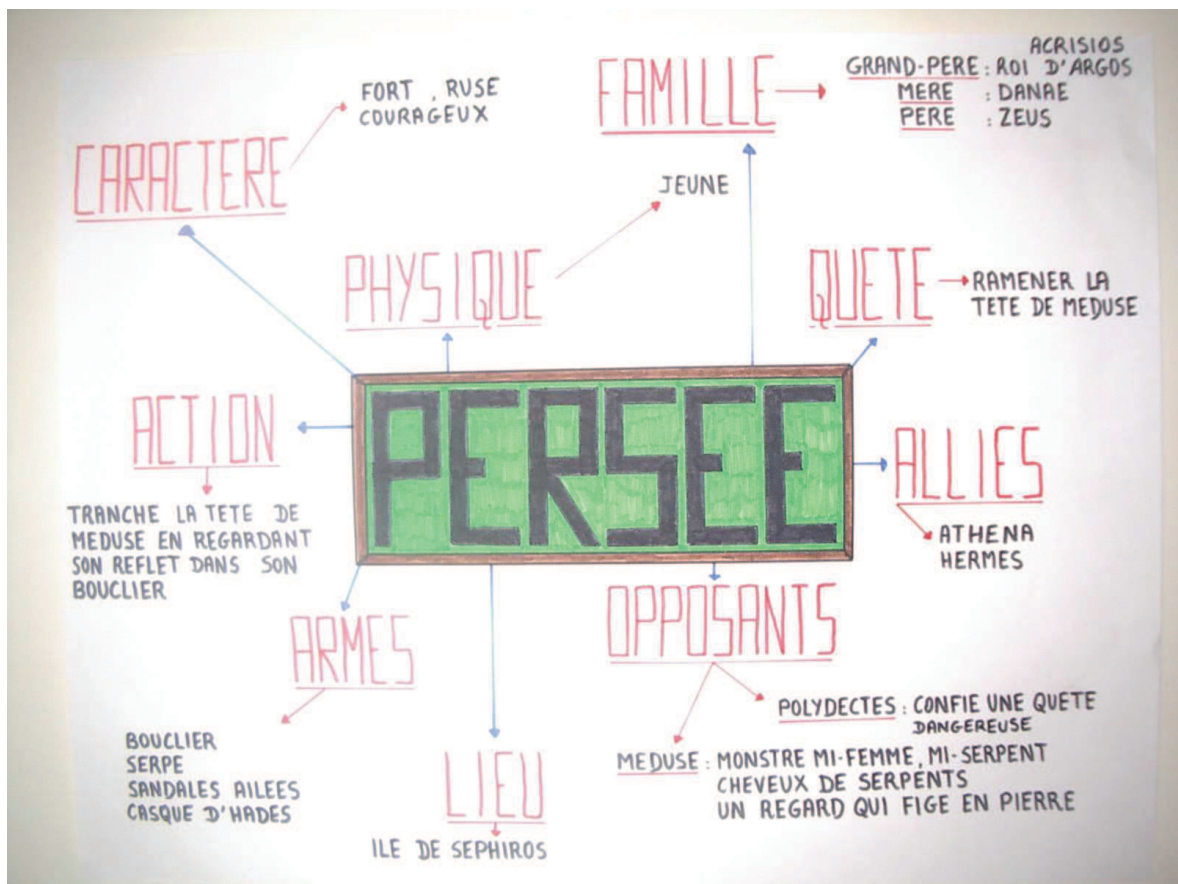 ACRISIOS
FAMILLE
GRAND-PERE : ROI D'ARGOS
MERE : DANAE
PERE : ZEUS
CARACTERE
FORT , RUSE
COURAGEUX
PHYSIQUE
JEUNE
QUETE
RAMENER LA
TETE DE MEDUSE
PERSEE
ACTION
TRANCHE LA TETE DE
MEDUSE EN REGARDANT
SON REFLET DANS SON
BOUCLIER
ALLIES
ATHENA
HERMES
ARMES
BOUCLIER
SERPE
SANDALES AILEES
CASQUE D'HADES
LIEU
ILE DE SEPHIROS
OPPOSANTS
POLYDECTES : CONFIE UNE QUETE
DANGEREUSE
MEDUSE : MONSTRE MI-FEMME, MI-SERPENT
CHEVEUX DE SERPENTS
UN REGARD QUI FIGE EN PIERRE